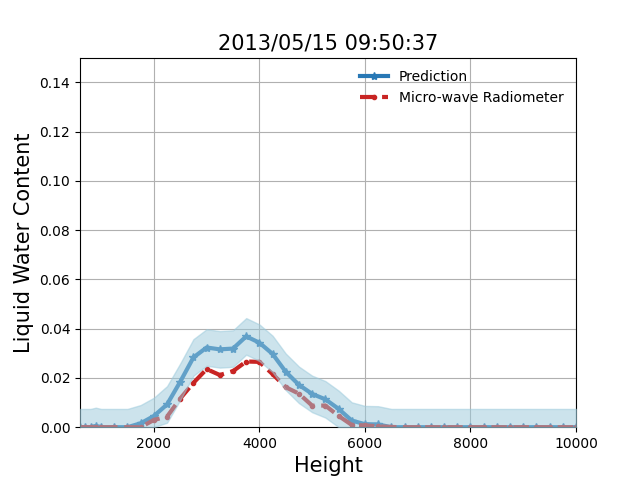 2013/05/15 09:50:37
Prediction
Micro-wave Radiometer
Liquid Water Content
0.14
0.12
0.10
0.08
0.06
0.04
0.02
0.00
2000 4000 6000 8000 10000
Height